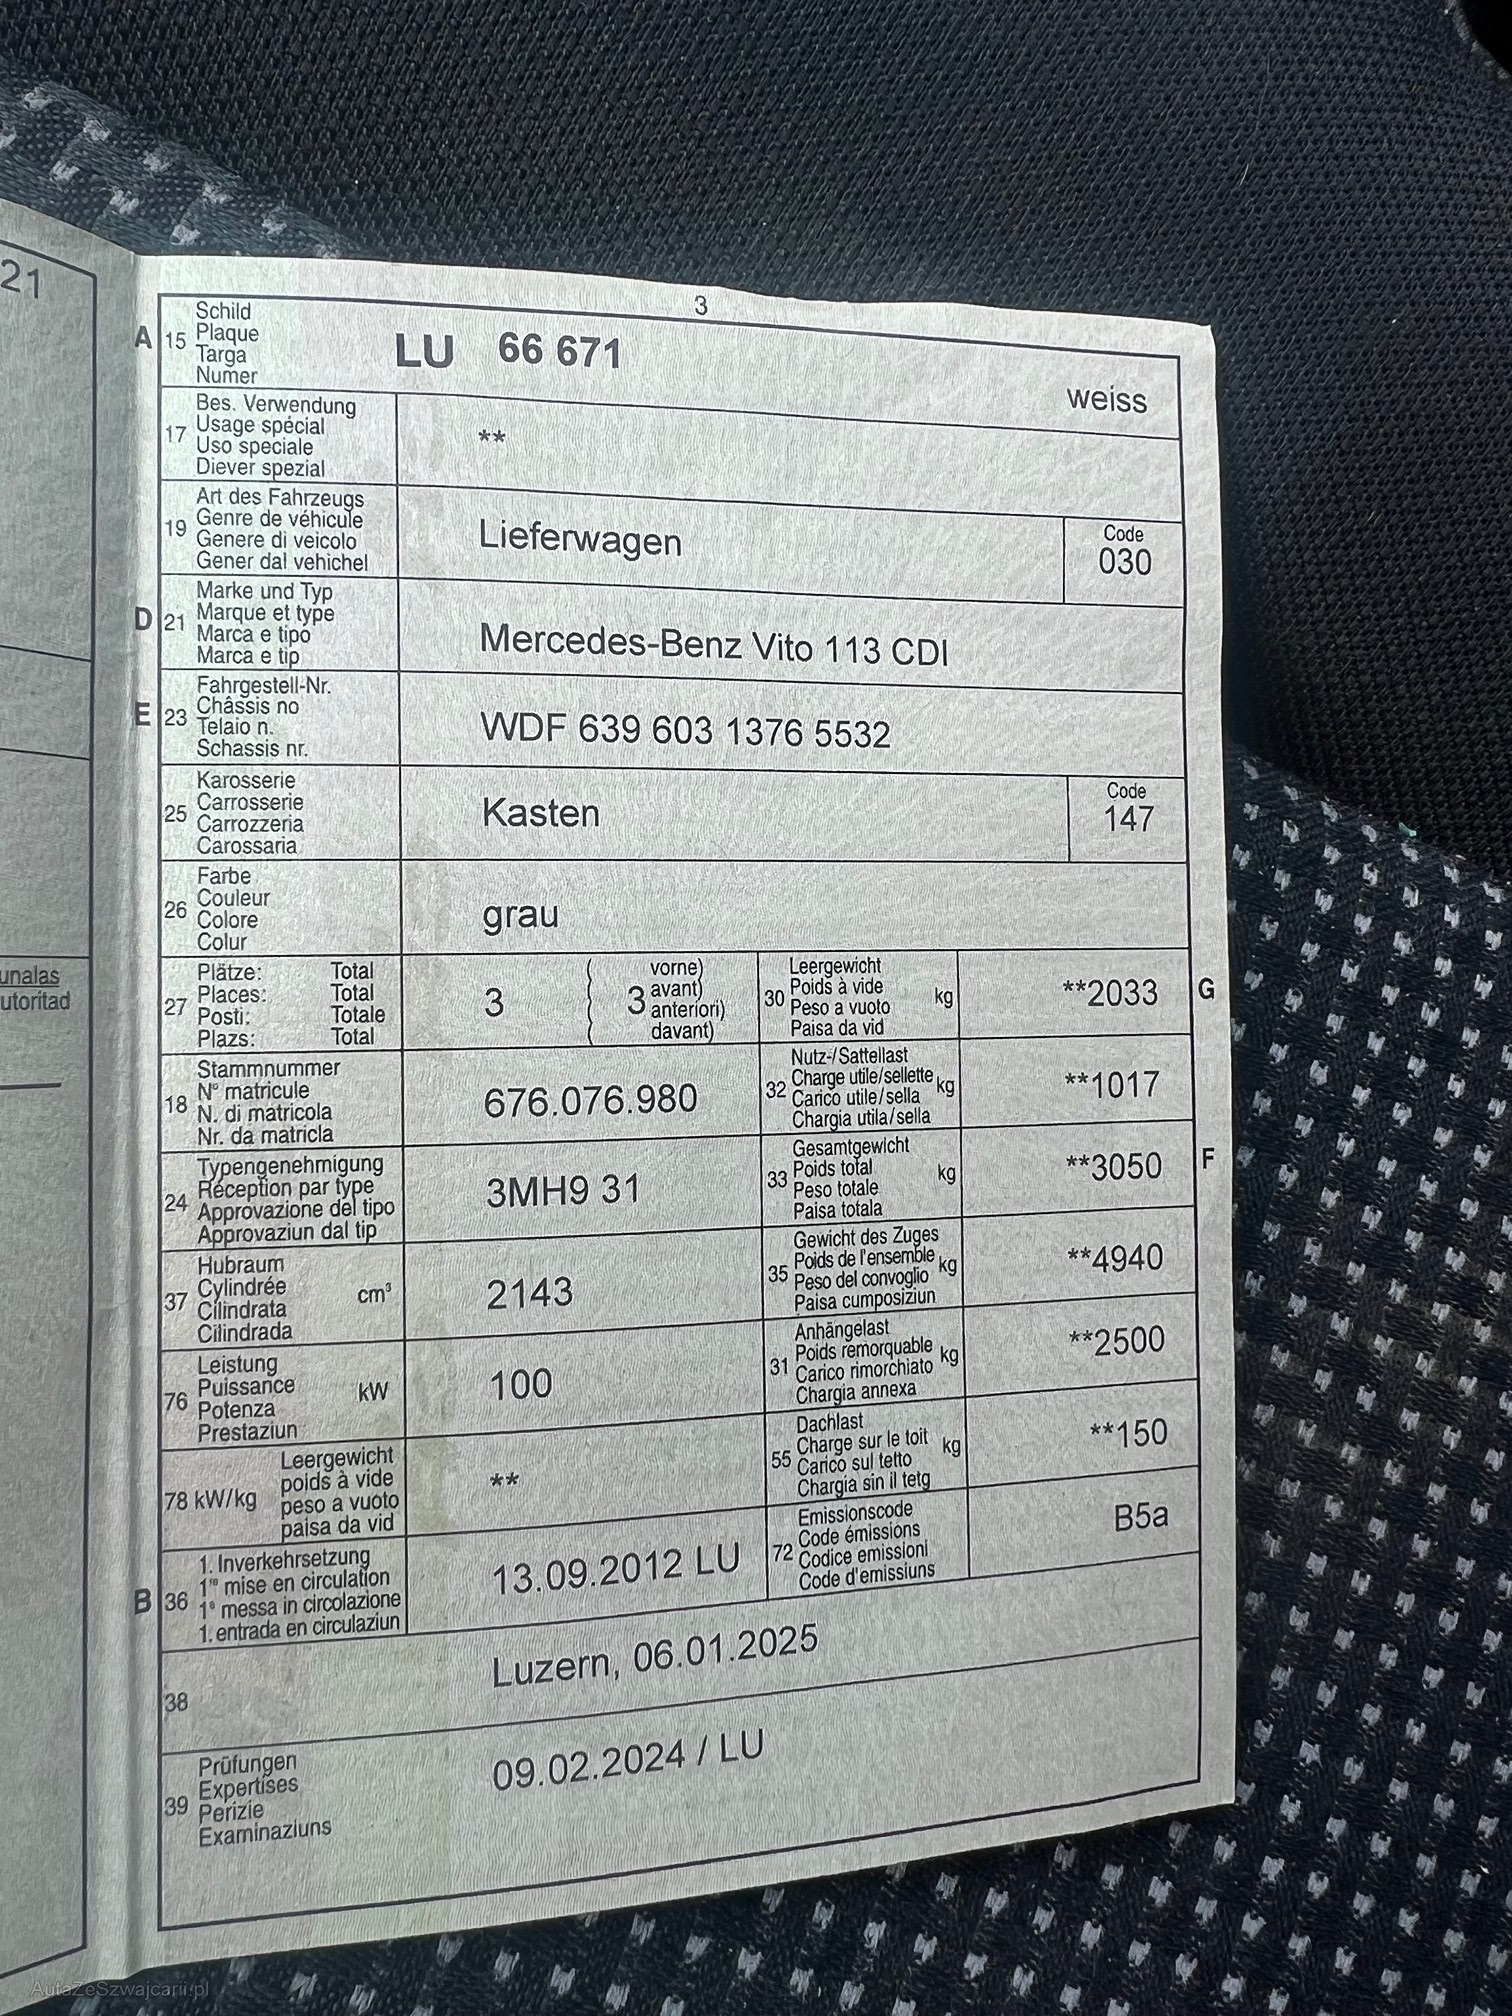 21
unalas
utoritad
3
A 15 Schild
Plaque
Targa
Numer
LU 66 671
weiss
17 Bes. Verwendung
Usage spécial
Uso speciale
Diever spezial
**
19 Art des Fahrzeugs
Genre de véhicule
Genere di veicolo
Gener dal vehichel
Lieferwagen
Code
030
D 21 Marke und Typ
Marque et type
Marca e tipo
Marca e tip
Mercedes-Benz Vito 113 CDI
E 23 Fahrgestell-Nr.
Châssis no
Telaio n.
Schassis nr.
WDF 639 603 1376 5532
25 Karosserie
Carrosserie
Carrozzeria
Carossaria
Kasten
Code
147
26 Farbe
Couleur
Colore
Colur
grau
27 Plätze: Total
Places: Total
Posti: Totale
Plazs: Total
3 ( 3 vorne)
avant)
anteriori)
davant)
30 Leergewicht
Poids à vide
Peso a vuoto
Paisa da vid
kg
**2033 G
18 Stammnummer
N° matricule
N. di matricola
Nr. da matricla
676.076.980
32 Nutz-/Sattellast
Charge utile/sellette
Carico utile/sella
Chargia utila/sella
kg
**1017
24 Typengenehmigung
Réception par type
Approvazione del tipo
Approvaziun dal tip
3MH9 31
33 Gesamtgewicht
Poids total
Peso totale
Paisa totala
kg
**3050 F
37 Hubraum
Cylindrée
Cilindrata
Cilindrada
cm³
2143
35 Gewicht des Zuges
Poids de l'ensemble
Peso del convoglio
Paisa cumposiziun
kg
**4940
76 Leistung
Puissance
Potenza
Prestaziun
kW
100
31 Anhängelast
Poids remorquable
Carico rimorchiato
Chargia annexa
kg
**2500
78 kW/kg Leergewicht
poids à vide
peso a vuoto
paisa da vid
**
55 Dachlast
Charge sur le toit
Carico sul tetto
Chargia sin il tetg
kg
**150
B 36 1. Inverkehrsetzung
1re mise en circulation
1a messa in circolazione
1. entrada en circulaziun
13.09.2012 LU
72 Emissionscode
Code émissions
Codice emissioni
Code d'emissiuns
B5a
38 Luzern, 06.01.2025
39 Prüfungen
Expertises
Perizie
Examinaziuns
09.02.2024 / LU
AutaZeSzwajcarii.pl